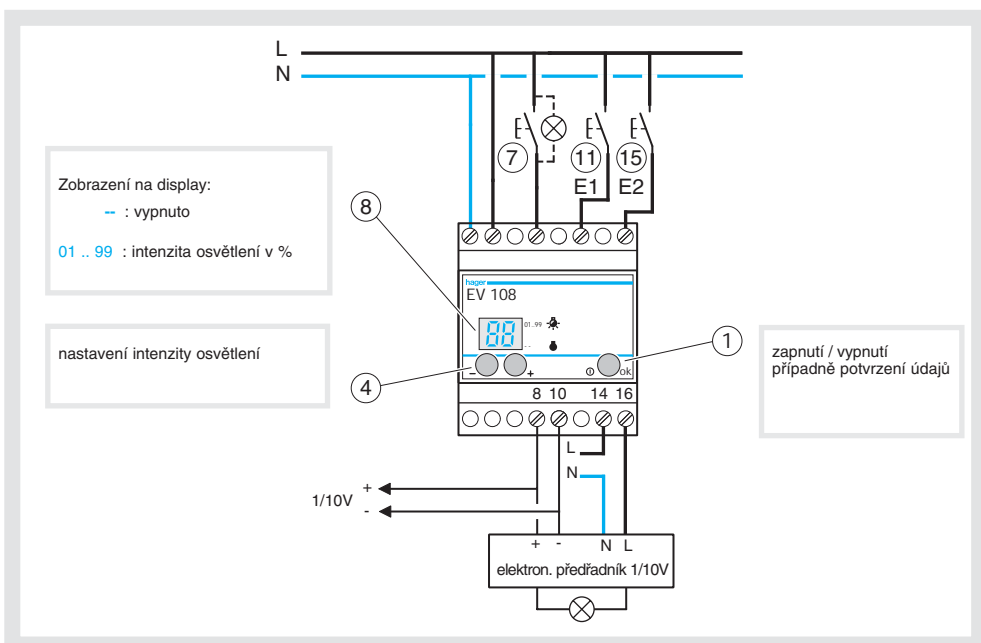 L
N
7
11
15
E1
E2
Zobrazení na display:
-- : vypnuto
01 .. 99 : intenzita osvětlení v %
8
hager
EV 108
88
01..99
--
- + ok
nastavení intenzity osvětlení
4
1
zapnutí / vypnutí
případně potvrzení údajů
8 10 14 16
L
N
1/10V
+
-
+ - N L
elektron. předřadník 1/10V